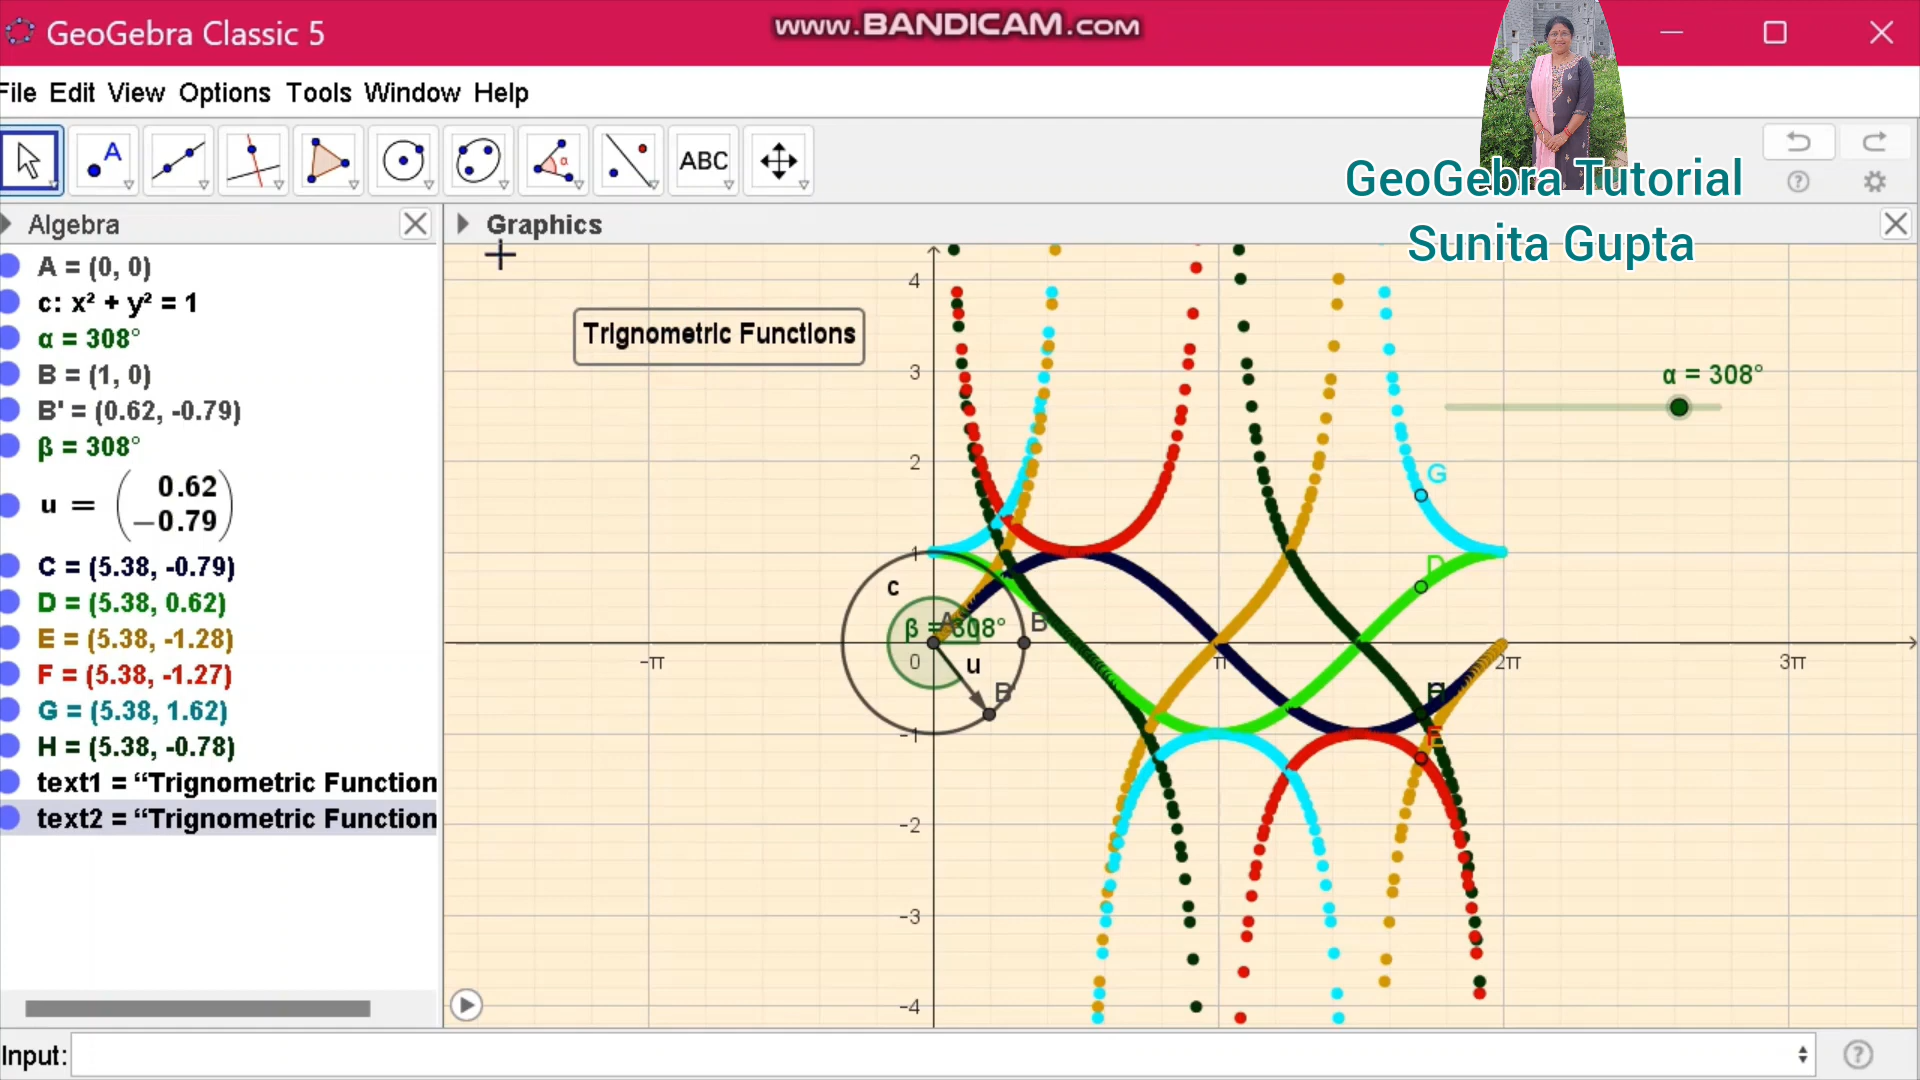 GeoGebra Classic 5
www.BANDICAM.com
File Edit View Options Tools Window Help
A
α
ABC
GeoGebra Tutorial
Sunita Gupta
Algebra
Graphics
A = (0, 0)
c: x² + y² = 1
α = 308°
B = (1, 0)
B' = (0.62, -0.79)
β = 308°
u = (0.62
−0.79)
C = (5.38, -0.79)
D = (5.38, 0.62)
E = (5.38, -1.28)
F = (5.38, -1.27)
G = (5.38, 1.62)
H = (5.38, -0.78)
text1 = “Trignometric Function
text2 = “Trignometric Function
Trignometric Functions
α = 308°
4
3
2
1
0
-1
-2
-3
-4
-π
π
2π
3π
c
A
β = 308°
B
u
B'
G
D
E
Input: